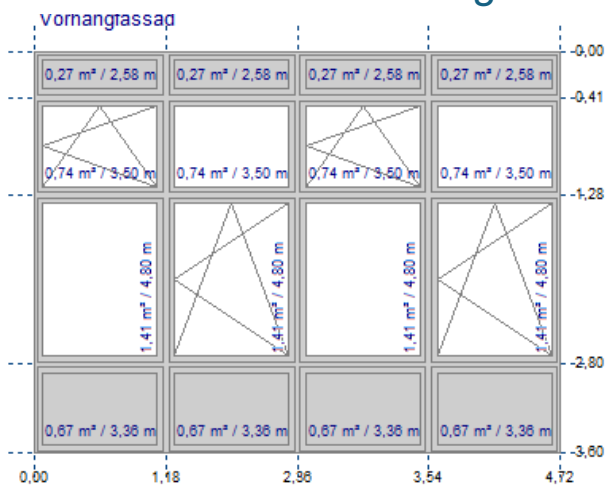 Vorhangfassad
0,00
0,27 m² / 2,58 m 0,27 m² / 2,58 m 0,27 m² / 2,58 m 0,27 m² / 2,58 m
-0,41
0,74 m² / 3,50 m 0,74 m² / 3,50 m 0,74 m² / 3,50 m 0,74 m² / 3,50 m
-1,28
1,41 m² / 4,80 m 1,41 m² / 4,80 m 1,41 m² / 4,80 m 1,41 m² / 4,80 m
-2,80
0,67 m² / 3,36 m 0,67 m² / 3,36 m 0,67 m² / 3,36 m 0,67 m² / 3,36 m
-3,60
0,00 1,18 2,96 3,54 4,72